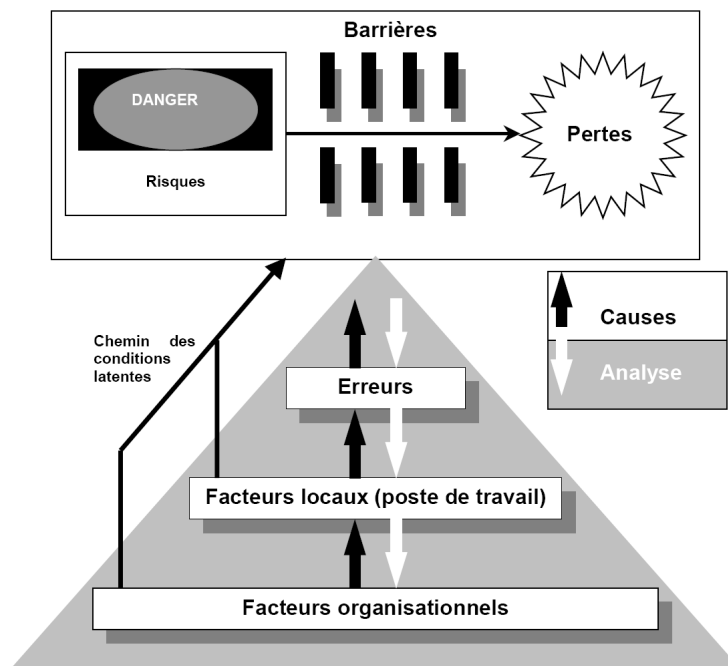 Barrières
DANGER
Risques
Pertes
Chemin des
conditions
latentes
Causes
Analyse
Erreurs
Facteurs locaux (poste de travail)
Facteurs organisationnels